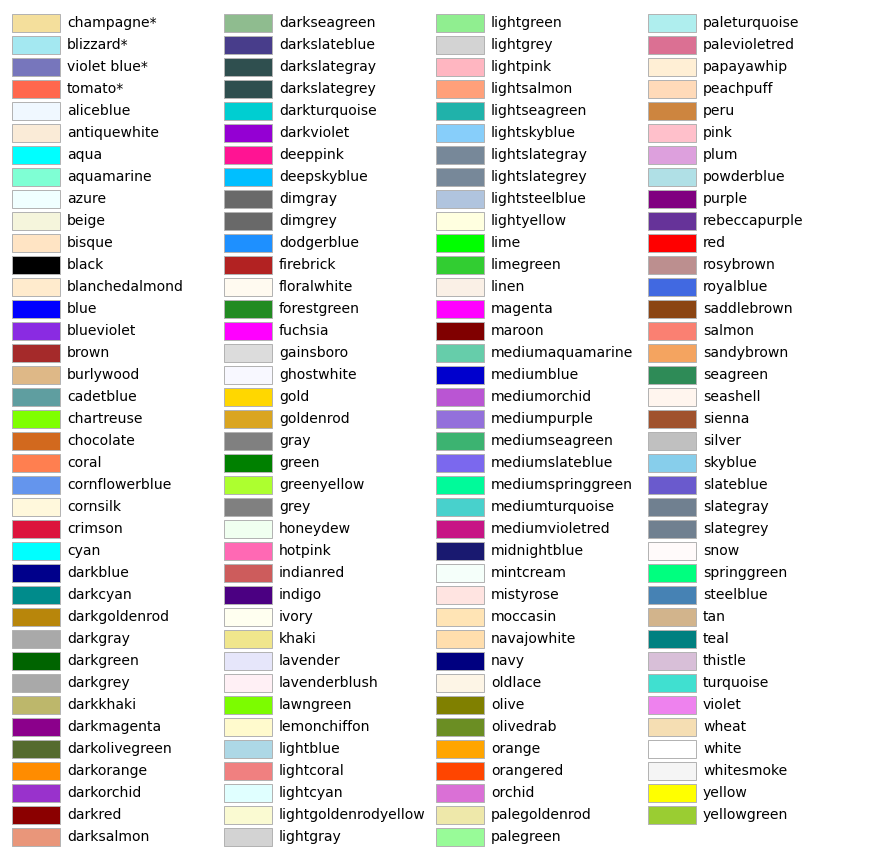 champagne*
blizzard*
violet blue*
tomato*
aliceblue
antiquewhite
aqua
aquamarine
azure
beige
bisque
black
blanchedalmond
blue
blueviolet
brown
burlywood
cadetblue
chartreuse
chocolate
coral
cornflowerblue
cornsilk
crimson
cyan
darkblue
darkcyan
darkgoldenrod
darkgray
darkgreen
darkgrey
darkkhaki
darkmagenta
darkolivegreen
darkorange
darkorchid
darkred
darksalmon
darkseagreen
darkslateblue
darkslategray
darkslategrey
darkturquoise
darkviolet
deeppink
deepskyblue
dimgray
dimgrey
dodgerblue
firebrick
floralwhite
forestgreen
fuchsia
gainsboro
ghostwhite
gold
goldenrod
gray
green
greenyellow
grey
honeydew
hotpink
indianred
indigo
ivory
khaki
lavender
lavenderblush
lawngreen
lemonchiffon
lightblue
lightcoral
lightcyan
lightgoldenrodyellow
lightgray
lightgreen
lightgrey
lightpink
lightsalmon
lightseagreen
lightskyblue
lightslategray
lightslategrey
lightsteelblue
lightyellow
lime
limegreen
linen
magenta
maroon
mediumaquamarine
mediumblue
mediumorchid
mediumpurple
mediumseagreen
mediumslateblue
mediumspringgreen
mediumturquoise
mediumvioletred
midnightblue
mintcream
mistyrose
moccasin
navajowhite
navy
oldlace
olive
olivedrab
orange
orangered
orchid
palegoldenrod
palegreen
paleturquoise
palevioletred
papayawhip
peachpuff
peru
pink
plum
powderblue
purple
rebeccapurple
red
rosybrown
royalblue
saddlebrown
salmon
sandybrown
seagreen
seashell
sienna
silver
skyblue
slateblue
slategray
slategrey
snow
springgreen
steelblue
tan
teal
thistle
turquoise
violet
wheat
white
whitesmoke
yellow
yellowgreen